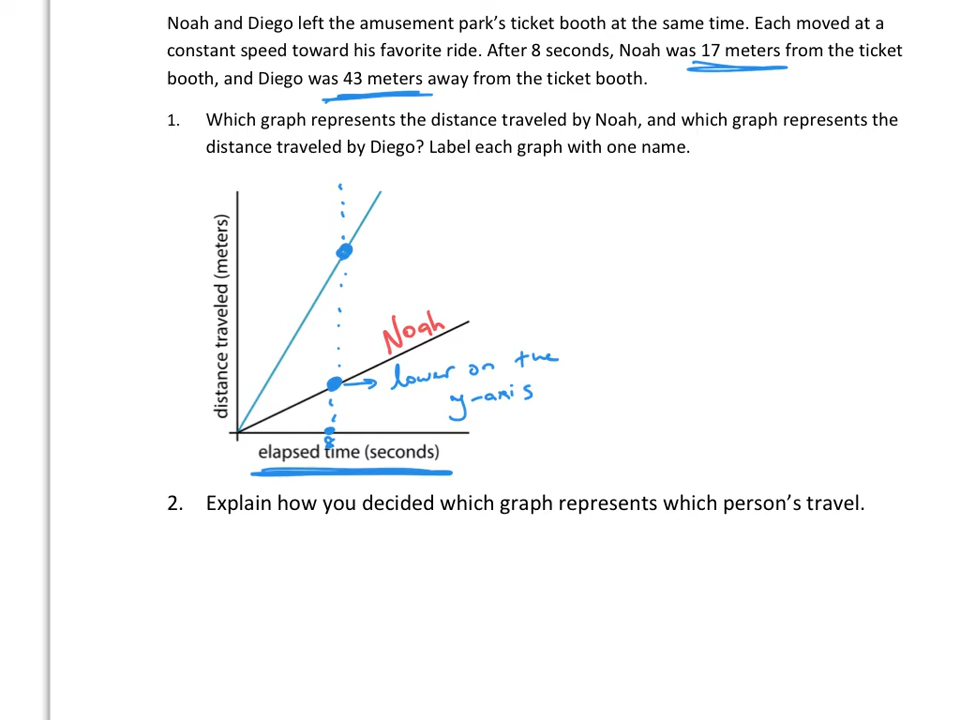 Noah and Diego left the amusement park’s ticket booth at the same time. Each moved at a
constant speed toward his favorite ride. After 8 seconds, Noah was 17 meters from the ticket
booth, and Diego was 43 meters away from the ticket booth.
1. Which graph represents the distance traveled by Noah, and which graph represents the
distance traveled by Diego? Label each graph with one name.
distance traveled (meters)
Noah
lower on the
y-axis
8
elapsed time (seconds)
2. Explain how you decided which graph represents which person’s travel.